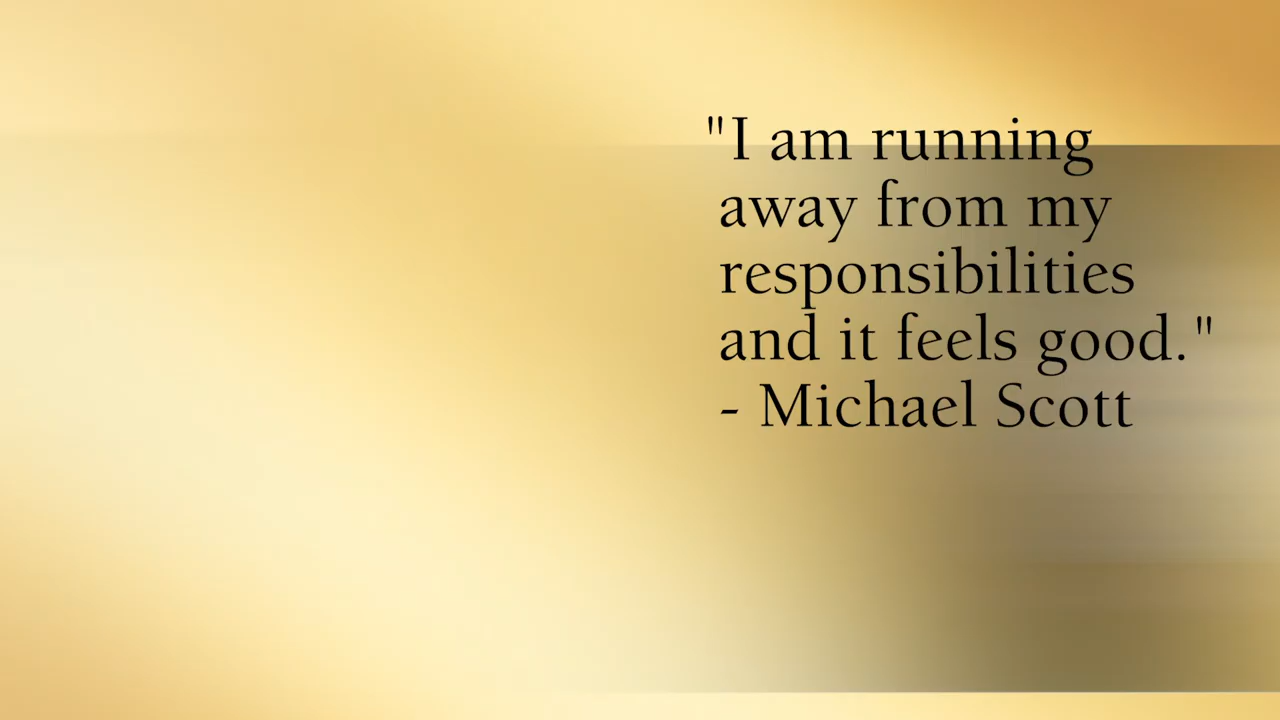 "I am running
away from my
responsibilities
and it feels good."
- Michael Scott